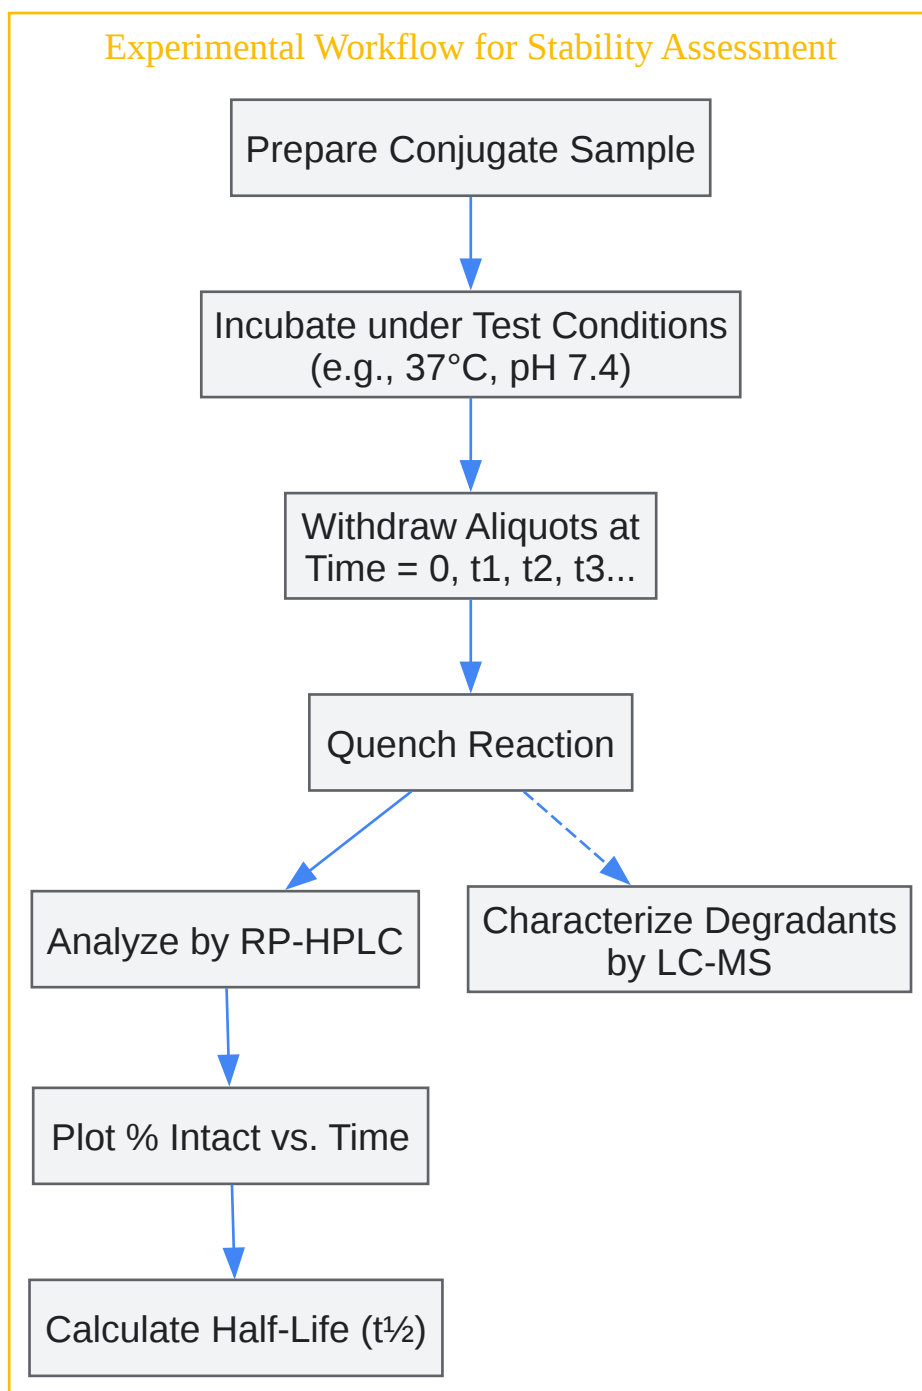 Experimental Workflow for Stability Assessment
Prepare Conjugate Sample
Incubate under Test Conditions
(e.g., 37°C, pH 7.4)
Withdraw Aliquots at
Time = 0, t1, t2, t3...
Quench Reaction
Analyze by RP-HPLC
Characterize Degradants
by LC-MS
Plot % Intact vs. Time
Calculate Half-Life (t½)